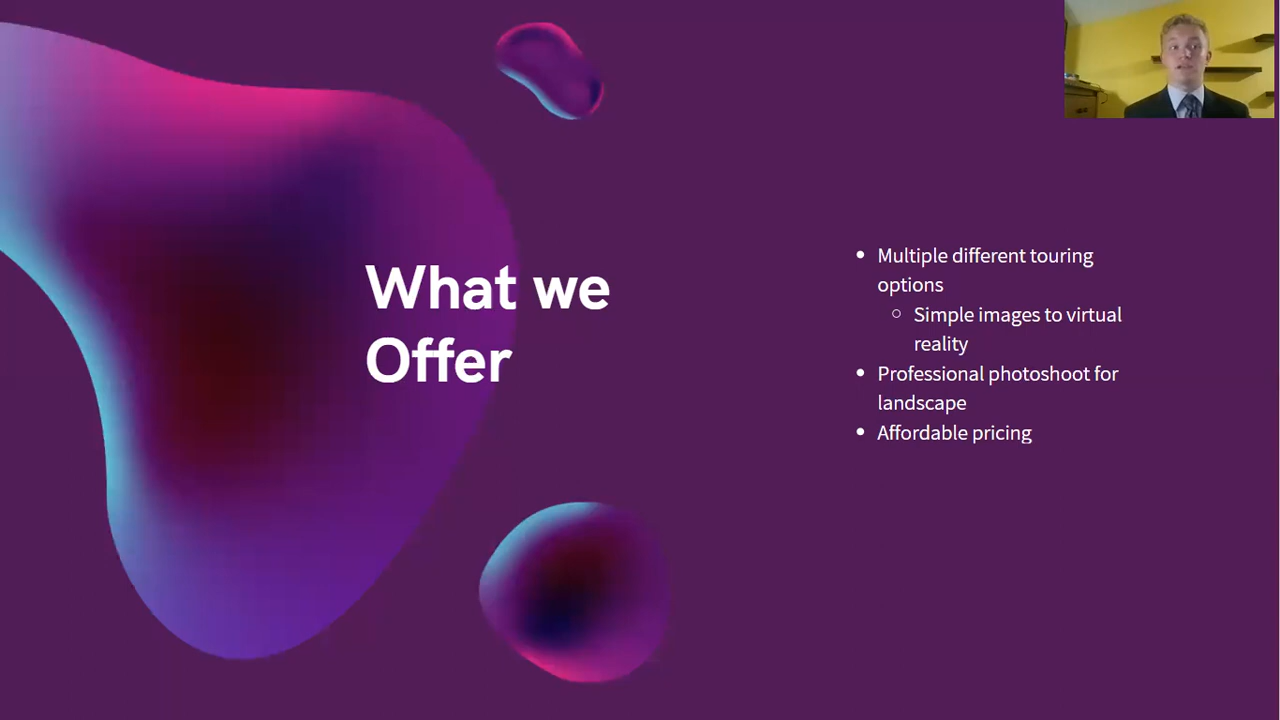 What we
Offer
• Multiple different touring
options
○ Simple images to virtual
reality
• Professional photoshoot for
landscape
• Affordable pricing